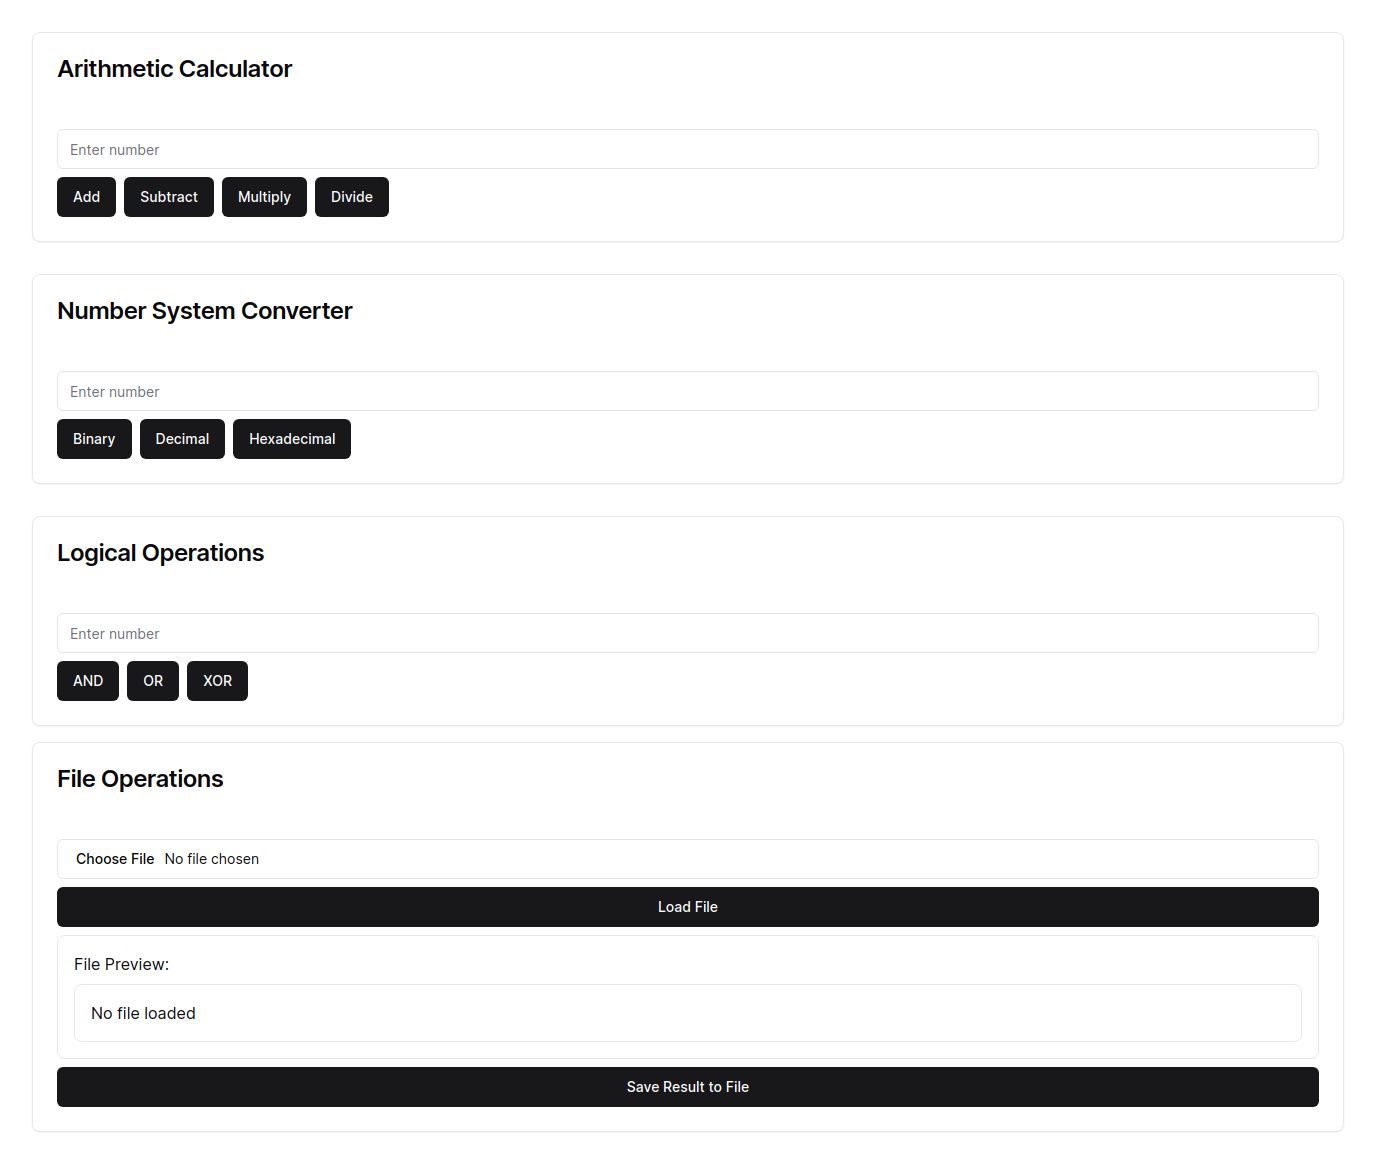 Arithmetic Calculator
Enter number
Add Subtract Multiply Divide
Number System Converter
Enter number
Binary Decimal Hexadecimal
Logical Operations
Enter number
AND OR XOR
File Operations
Choose File No file chosen
Load File
File Preview:
No file loaded
Save Result to File